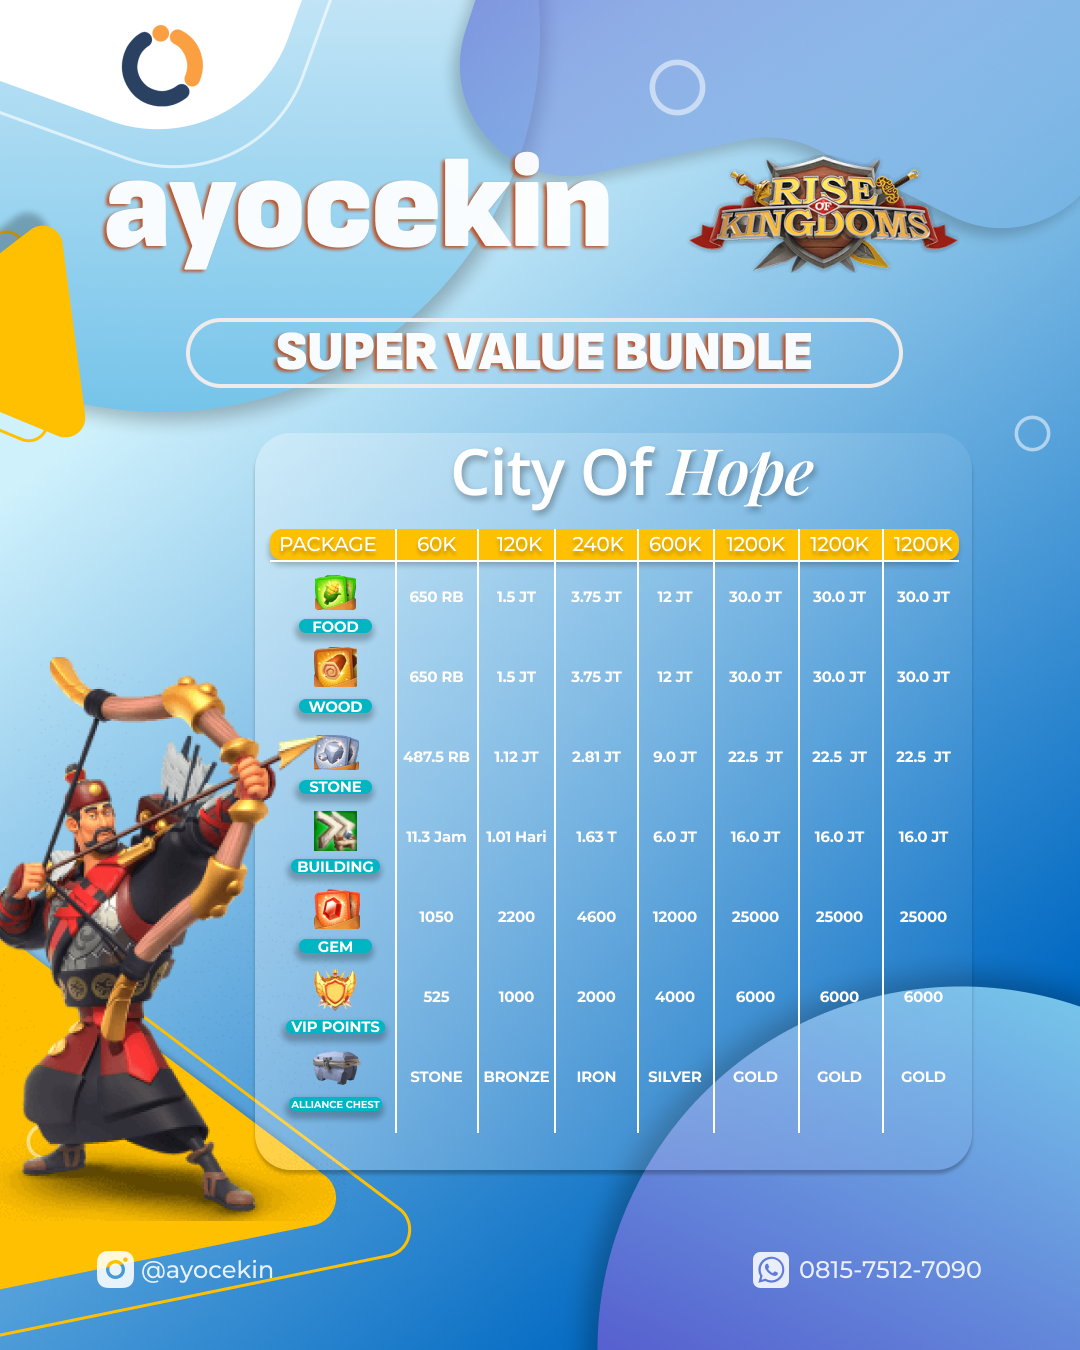 ayocekin
RISE
OF
KINGDOMS
SUPER VALUE BUNDLE
City Of Hope
PACKAGE 60K 120K 240K 600K 1200K 1200K 1200K
650 RB 1.5 JT 3.75 JT 12 JT 30.0 JT 30.0 JT 30.0 JT
FOOD
650 RB 1.5 JT 3.75 JT 12 JT 30.0 JT 30.0 JT 30.0 JT
WOOD
487.5 RB 1.12 JT 2.81 JT 9.0 JT 22.5 JT 22.5 JT 22.5 JT
STONE
11.3 Jam 1.01 Hari 1.63 T 6.0 JT 16.0 JT 16.0 JT 16.0 JT
BUILDING
1050 2200 4600 12000 25000 25000 25000
GEM
525 1000 2000 4000 6000 6000 6000
VIP POINTS
STONE BRONZE IRON SILVER GOLD GOLD GOLD
ALLIANCE CHEST
@ayocekin
0815-7512-7090